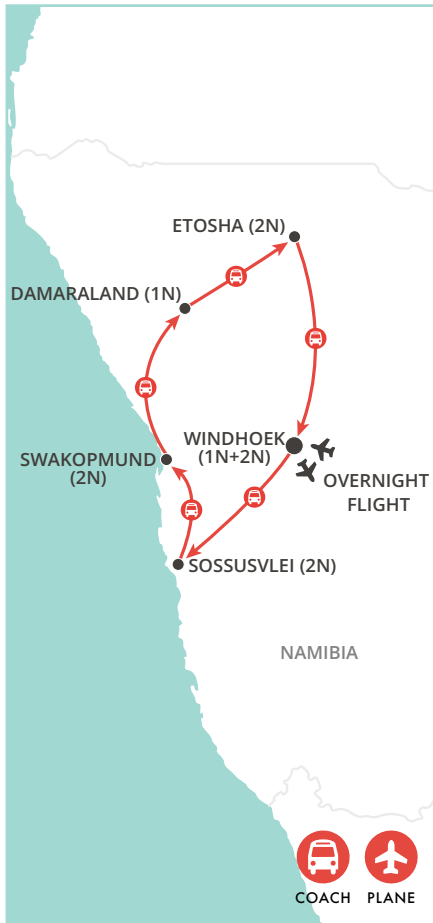 ETOSHA (2N)
DAMARALAND (1N)
WINDHOEK
(1N+2N)
SWAKOPMUND
(2N)
OVERNIGHT
FLIGHT
SOSSUSVLEI (2N)
NAMIBIA
COACH
PLANE